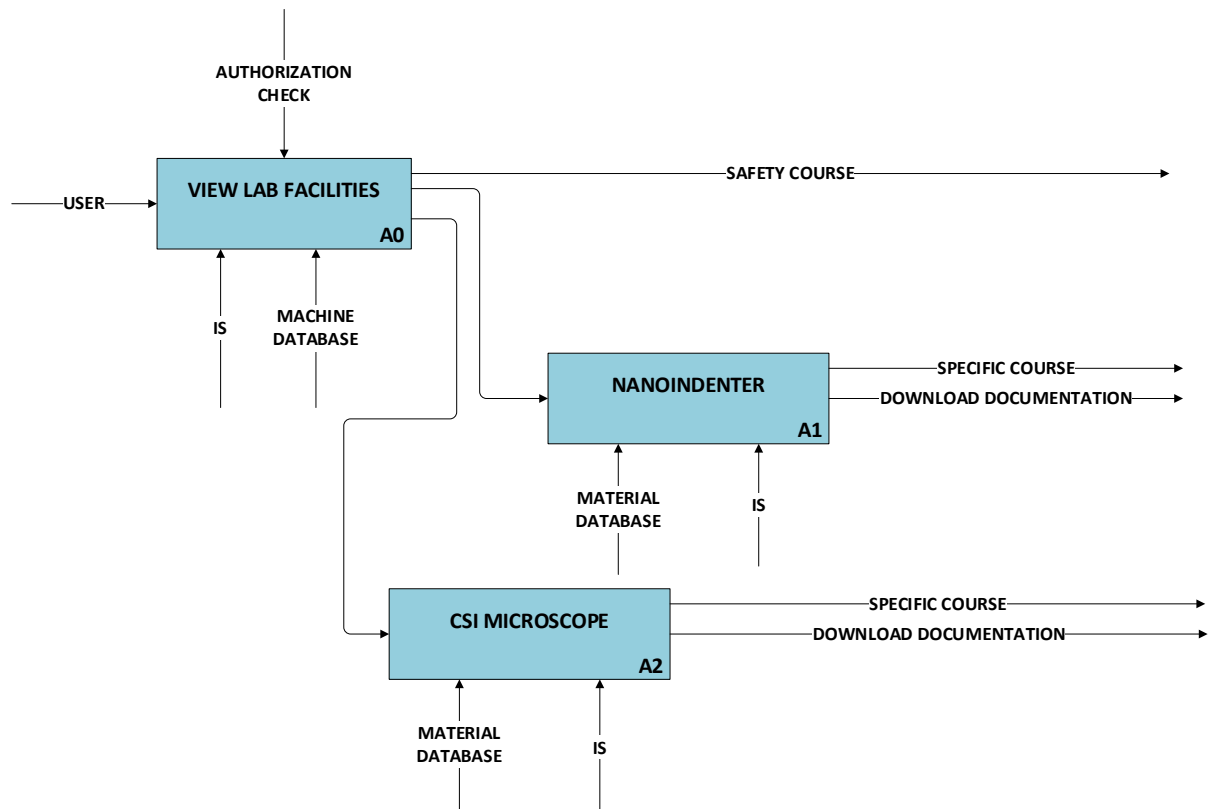 AUTHORIZATION
CHECK
VIEW LAB FACILITIES
A0
USER
SAFETY COURSE
IS
MACHINE
DATABASE
NANOINDENTER
A1
SPECIFIC COURSE
DOWNLOAD DOCUMENTATION
MATERIAL
DATABASE
IS
CSI MICROSCOPE
A2
SPECIFIC COURSE
DOWNLOAD DOCUMENTATION
MATERIAL
DATABASE
IS